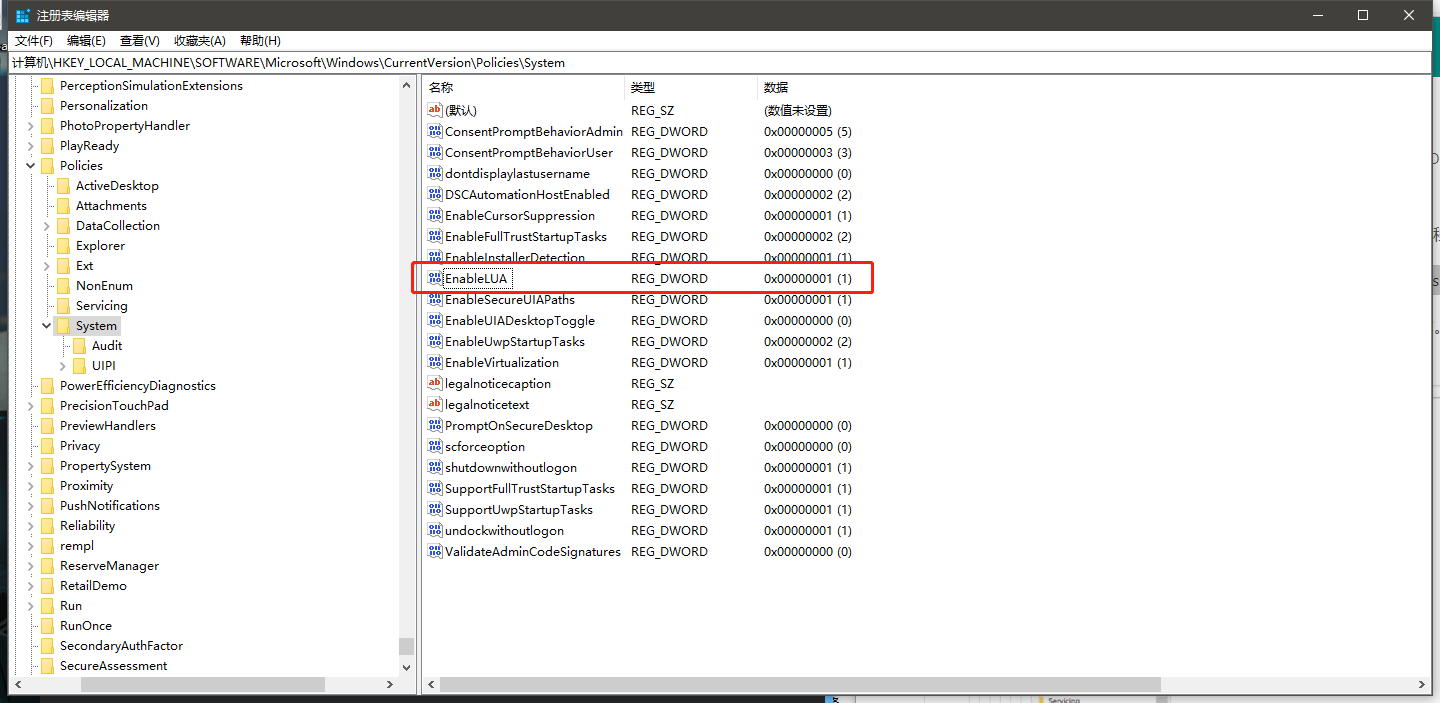 注册表编辑器
文件(F) 编辑(E) 查看(V) 收藏夹(A) 帮助(H)
计算机\HKEY_LOCAL_MACHINE\SOFTWARE\Microsoft\Windows\CurrentVersion\Policies\System
PerceptionSimulationExtensions
Personalization
PhotoPropertyHandler
PlayReady
Policies
ActiveDesktop
Attachments
DataCollection
Explorer
Ext
NonEnum
Servicing
System
Audit
UIPI
PowerEfficiencyDiagnostics
PrecisionTouchPad
PreviewHandlers
Privacy
PropertySystem
Proximity
PushNotifications
Reliability
rempl
ReserveManager
RetailDemo
Run
RunOnce
SecondaryAuthFactor
SecureAssessment
名称 类型 数据
(默认) REG_SZ (数值未设置)
ConsentPromptBehaviorAdmin REG_DWORD 0x00000005 (5)
ConsentPromptBehaviorUser REG_DWORD 0x00000003 (3)
dontdisplaylastusername REG_DWORD 0x00000000 (0)
DSCAutomationHostEnabled REG_DWORD 0x00000002 (2)
EnableCursorSuppression REG_DWORD 0x00000001 (1)
EnableFullTrustStartupTasks REG_DWORD 0x00000002 (2)
EnableInstallerDetection REG_DWORD 0x00000001 (1)
EnableLUA REG_DWORD 0x00000001 (1)
EnableSecureUIAPaths REG_DWORD 0x00000001 (1)
EnableUIADesktopToggle REG_DWORD 0x00000000 (0)
EnableUwpStartupTasks REG_DWORD 0x00000002 (2)
EnableVirtualization REG_DWORD 0x00000001 (1)
legalnoticecaption REG_SZ
legalnoticetext REG_SZ
PromptOnSecureDesktop REG_DWORD 0x00000000 (0)
scforceoption REG_DWORD 0x00000000 (0)
shutdownwithoutlogon REG_DWORD 0x00000001 (1)
SupportFullTrustStartupTasks REG_DWORD 0x00000001 (1)
SupportUwpStartupTasks REG_DWORD 0x00000001 (1)
undockwithoutlogon REG_DWORD 0x00000001 (1)
ValidateAdminCodeSignatures REG_DWORD 0x00000000 (0)
Servicing